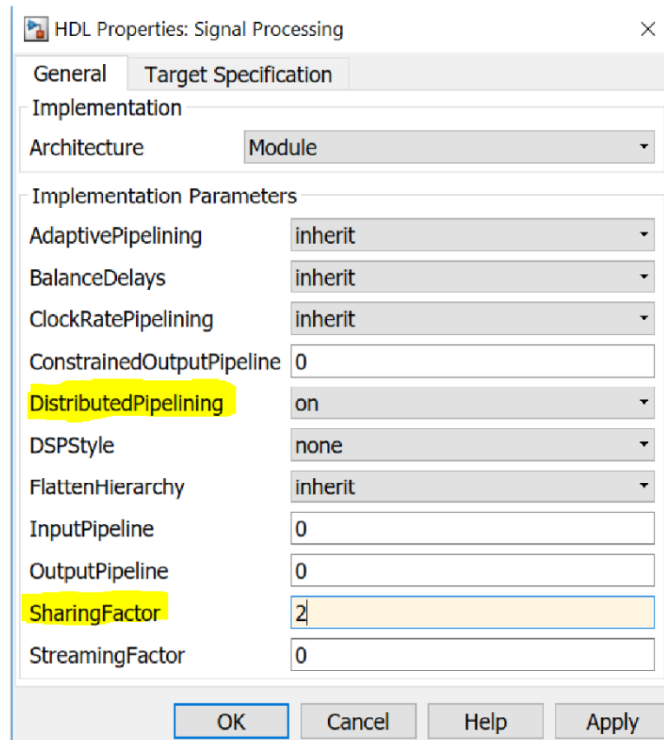 HDL Properties: Signal Processing
General Target Specification
Implementation
Architecture Module
Implementation Parameters
AdaptivePipelining inherit
BalanceDelays inherit
ClockRatePipelining inherit
ConstrainedOutputPipeline 0
DistributedPipelining on
DSPStyle none
FlattenHierarchy inherit
InputPipeline 0
OutputPipeline 0
SharingFactor 2
StreamingFactor 0
OK Cancel Help Apply